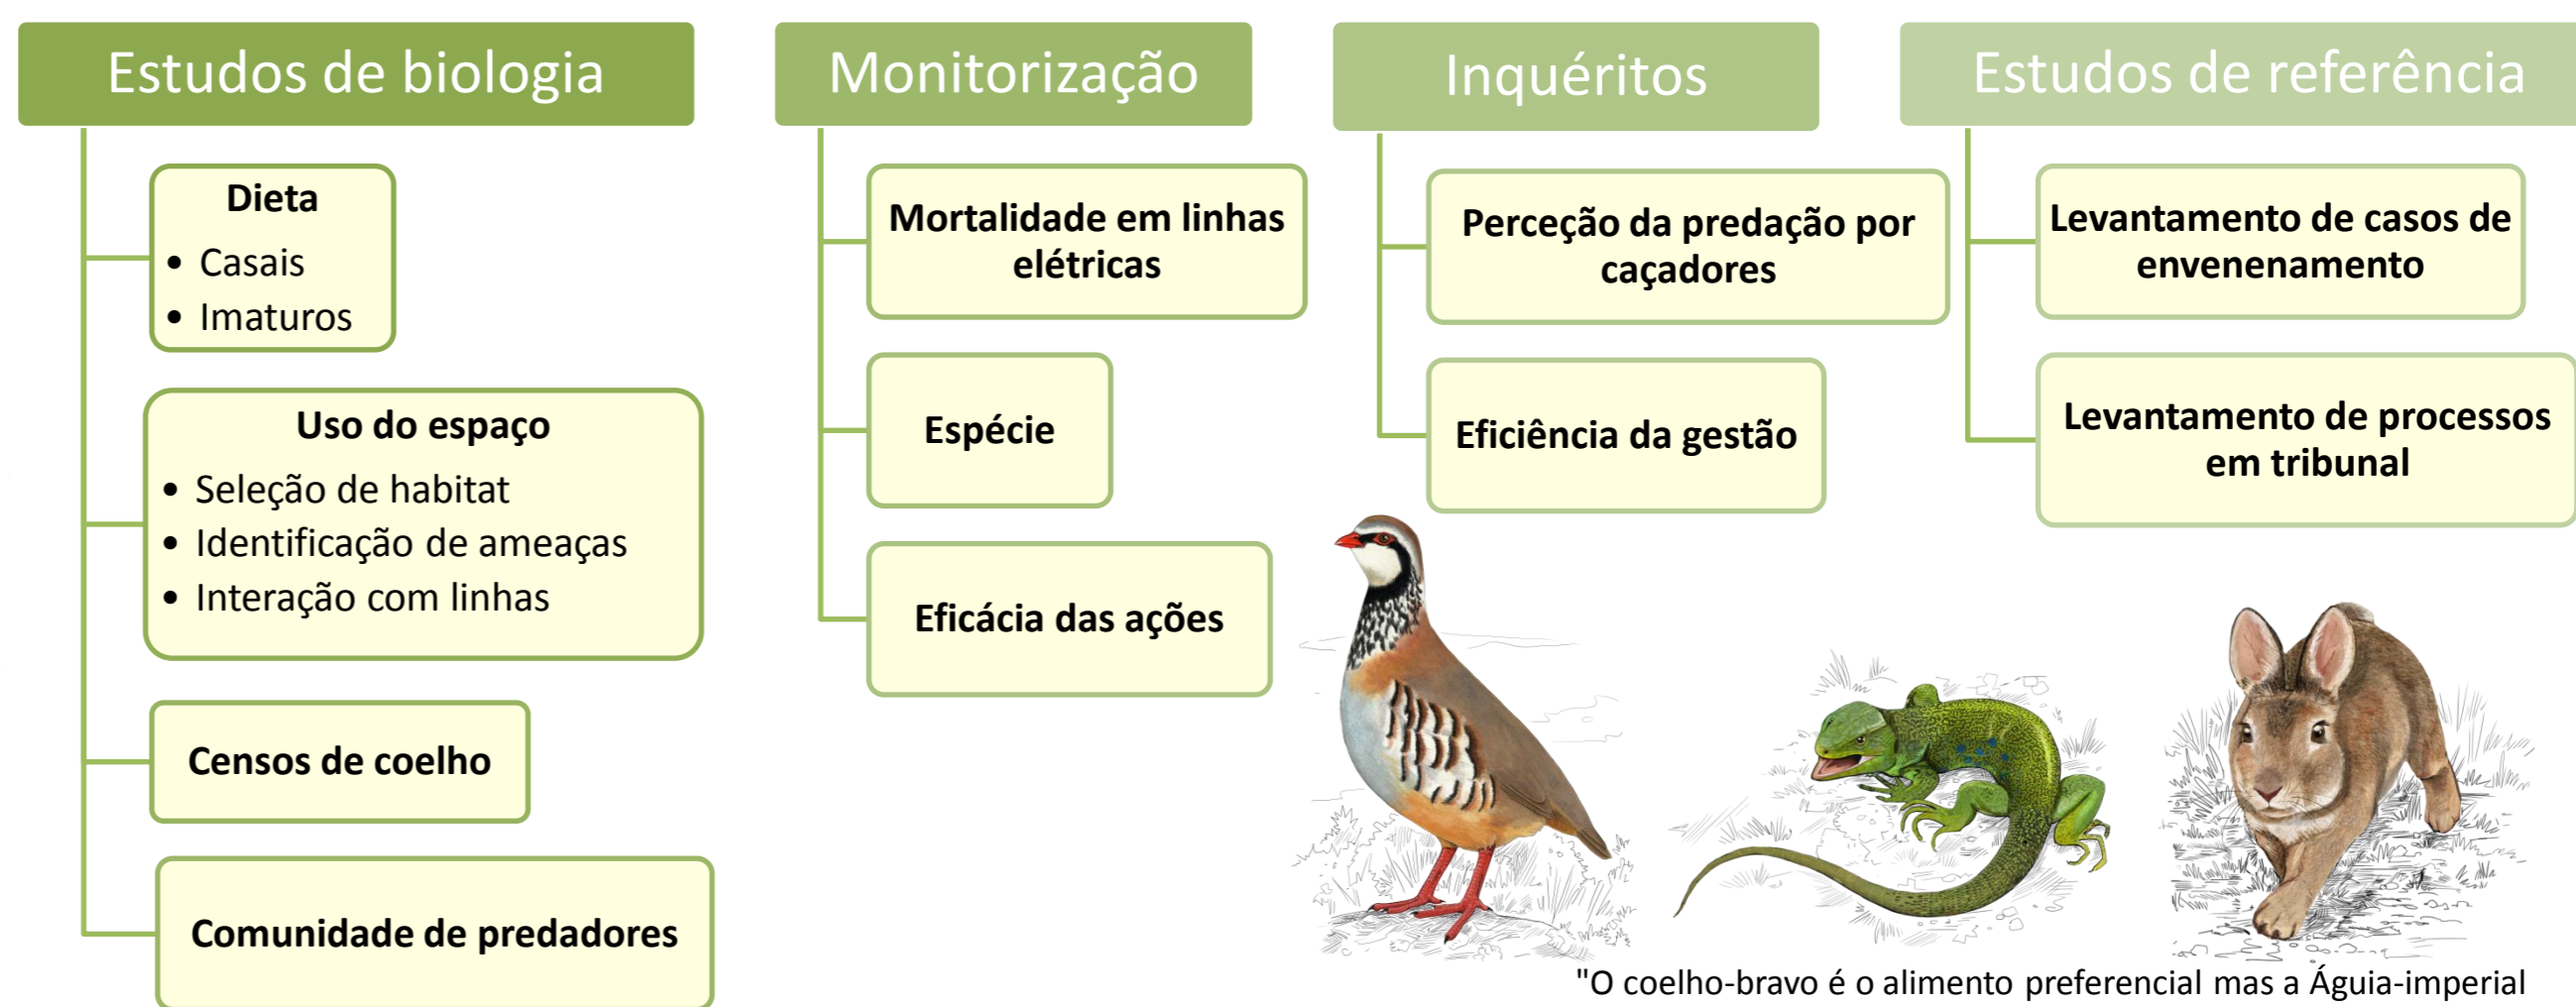 Estudos de biologia
Dieta
• Casais
• Imaturos
Uso do espaço
• Seleção de habitat
• Identificação de ameaças
• Interação com linhas
Censos de coelho
Comunidade de predadores
Monitorização
Mortalidade em linhas
elétricas
Espécie
Eficácia das ações
Inquéritos
Perceção da predação por
caçadores
Eficiência da gestão
Estudos de referência
Levantamento de casos de
envenenamento
Levantamento de processos
em tribunal
"O coelho-bravo é o alimento preferencial mas a Águia-imperial